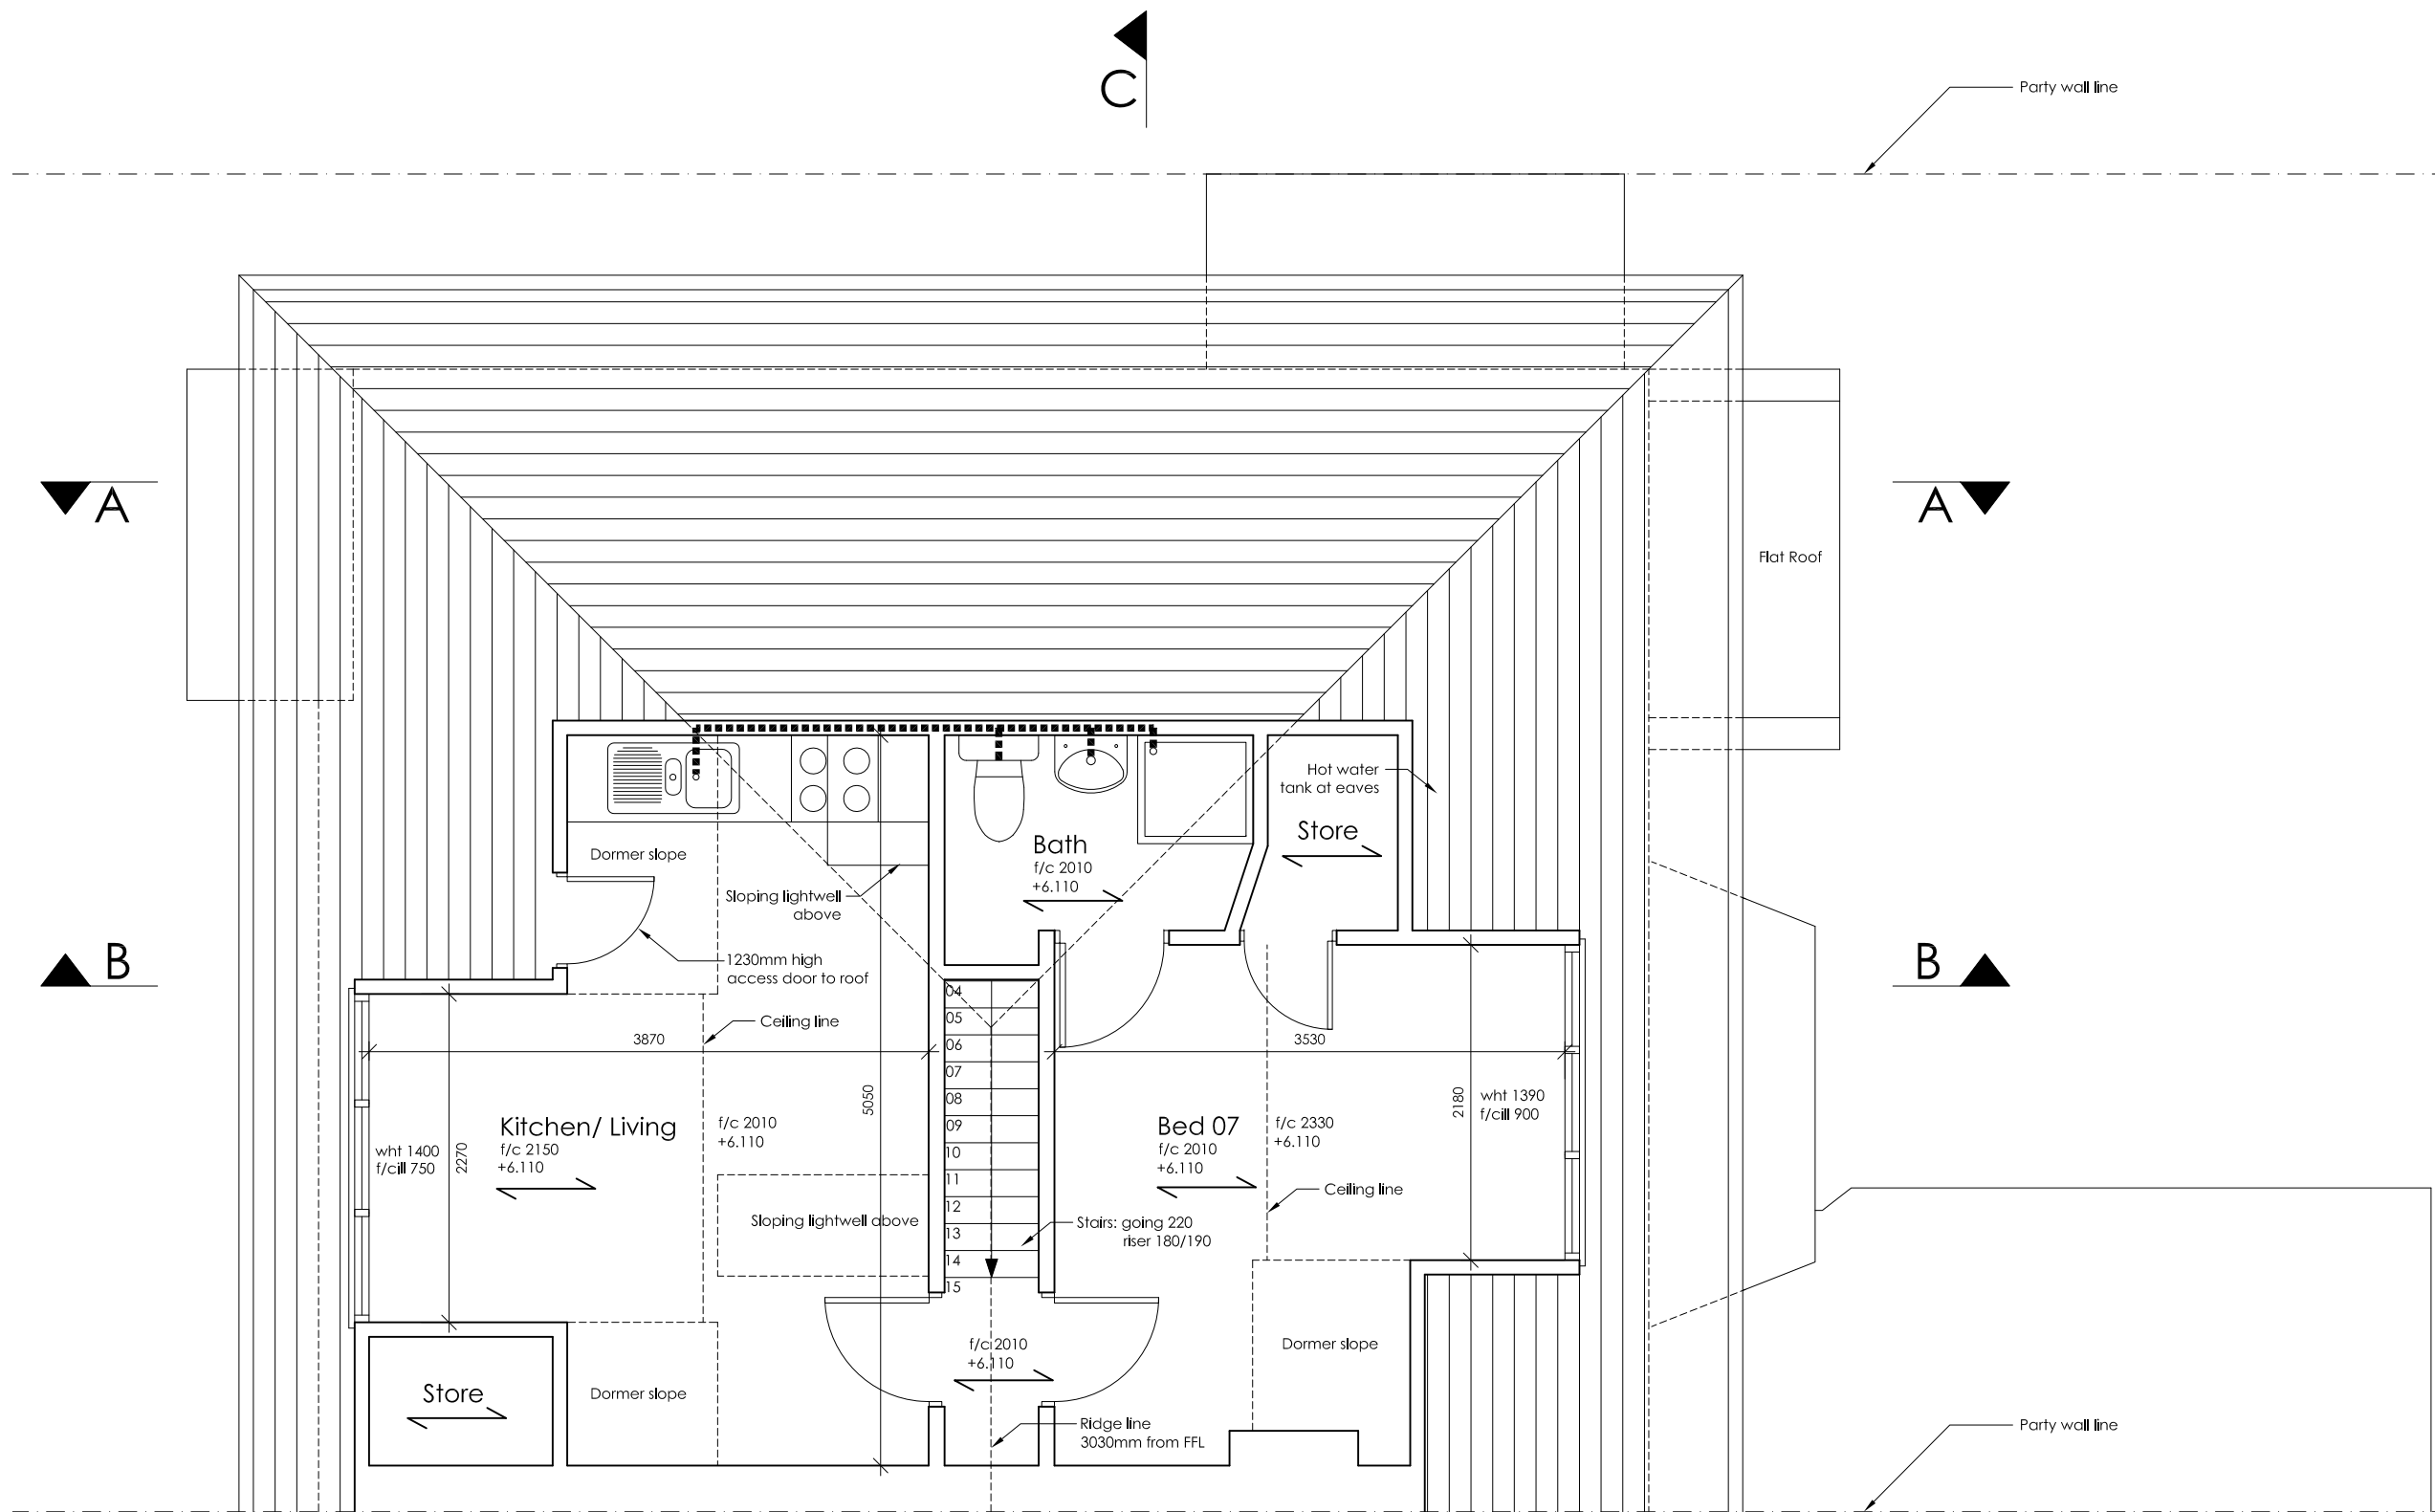 C
Party wall line
A
A
Flat Roof
Hot water
tank at eaves
Store
Bath
f/c 2010
+6.110
Dormer slope
Sloping lightwell
above
1230mm high
access door to roof
B
B
04
05
06
07
08
09
10
11
12
13
14
15
Ceiling line
3870
3530
5050
2180
wht 1390
f/cill 900
Kitchen/ Living
f/c 2150
+6.110
f/c 2010
+6.110
wht 1400
f/cill 750
2270
Bed 07
f/c 2010
+6.110
f/c 2330
+6.110
Ceiling line
Sloping lightwell above
Stairs: going 220
riser 180/190
f/c 2010
+6.110
Dormer slope
Store
Dormer slope
Ridge line
3030mm from FFL
Party wall line